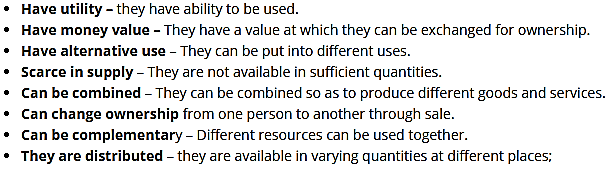 • Have utility – they have ability to be used.
• Have money value – They have a value at which they can be exchanged for ownership.
• Have alternative use – They can be put into different uses.
• Scarce in supply – They are not available in sufficient quantities.
• Can be combined – They can be combined so as to produce different goods and services.
• Can change ownership from one person to another through sale.
• Can be complementary – Different resources can be used together.
• They are distributed – they are available in varying quantities at different places;